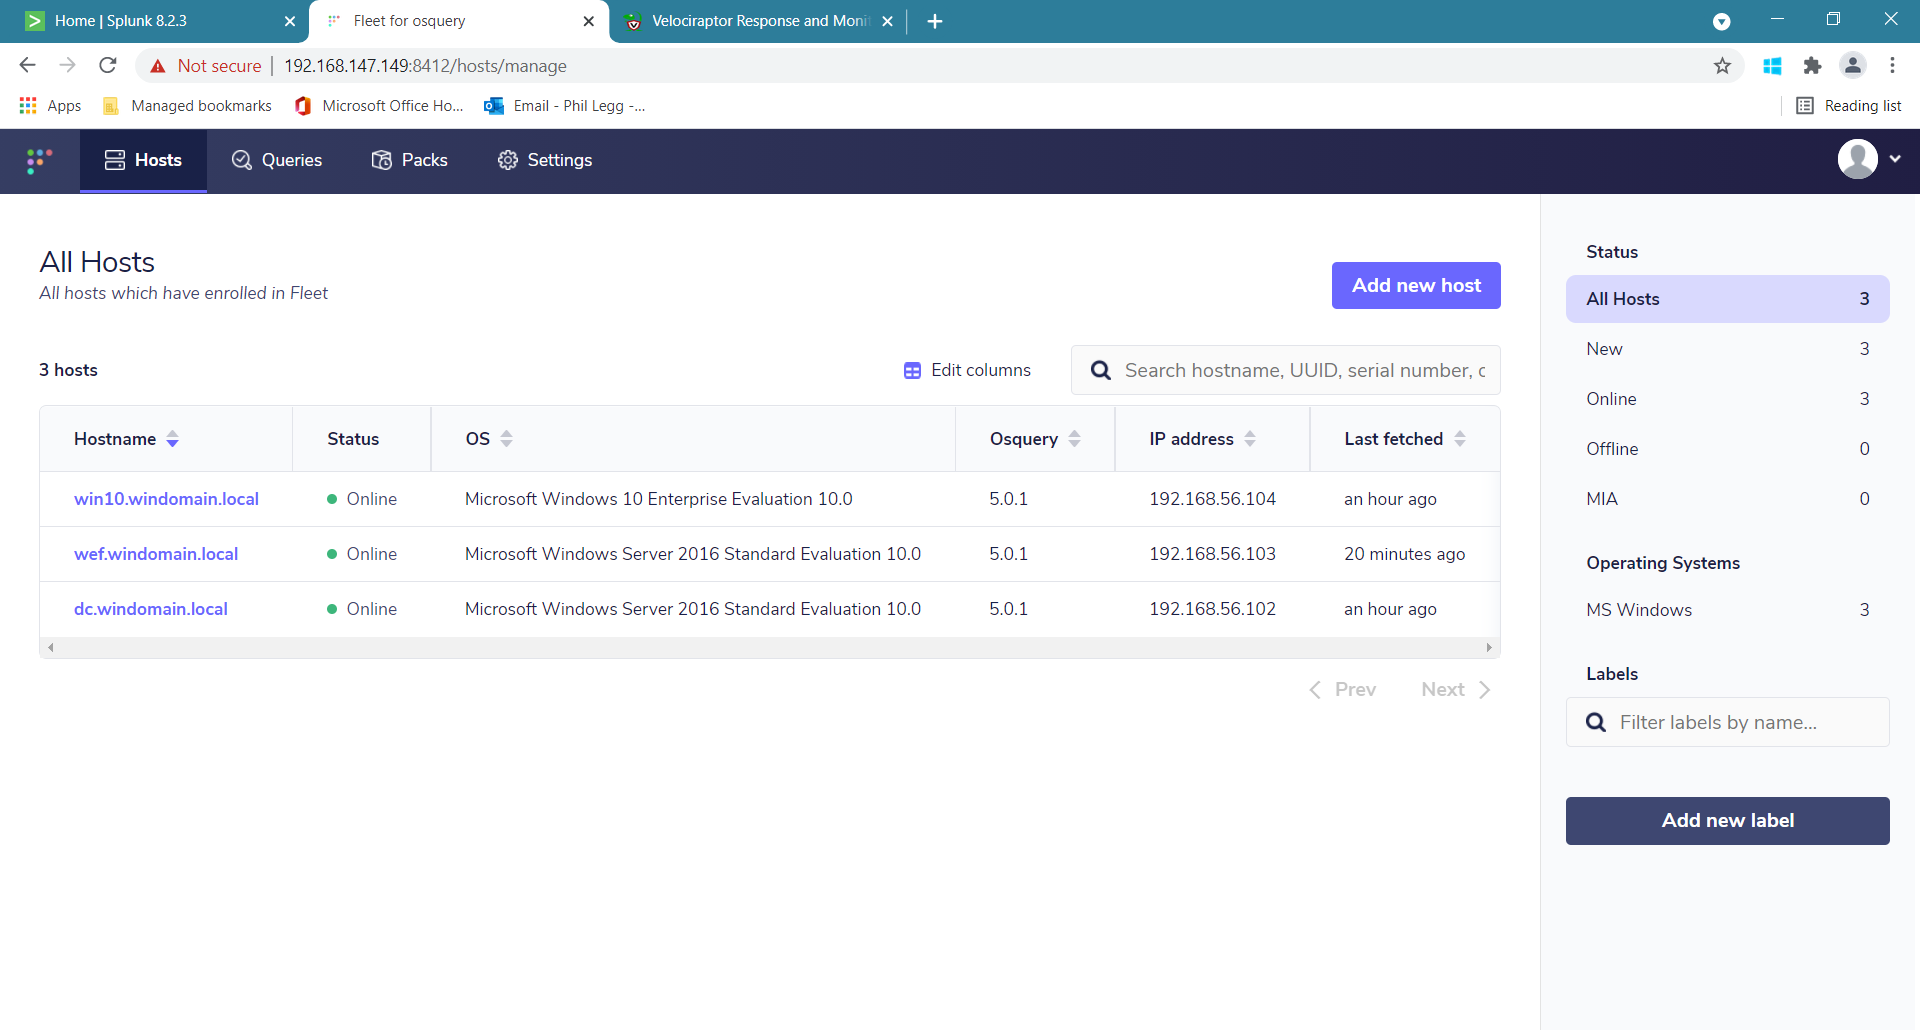 Home | Splunk 8.2.3
Fleet for osquery
Velociraptor Response and Moni
Not secure
192.168.147.149:8412/hosts/manage
Apps
Managed bookmarks
Microsoft Office Ho...
Email - Phil Legg -...
Reading list
Hosts
Queries
Packs
Settings
All Hosts
All hosts which have enrolled in Fleet
Add new host
3 hosts
Edit columns
Search hostname, UUID, serial number, c
Hostname Status OS Osquery IP address Last fetched
win10.windomain.local Online Microsoft Windows 10 Enterprise Evaluation 10.0 5.0.1 192.168.56.104 an hour ago
wef.windomain.local Online Microsoft Windows Server 2016 Standard Evaluation 10.0 5.0.1 192.168.56.103 20 minutes ago
dc.windomain.local Online Microsoft Windows Server 2016 Standard Evaluation 10.0 5.0.1 192.168.56.102 an hour ago
Prev
Next
Status
All Hosts 3
New 3
Online 3
Offline 0
MIA 0
Operating Systems
MS Windows 3
Labels
Filter labels by name...
Add new label